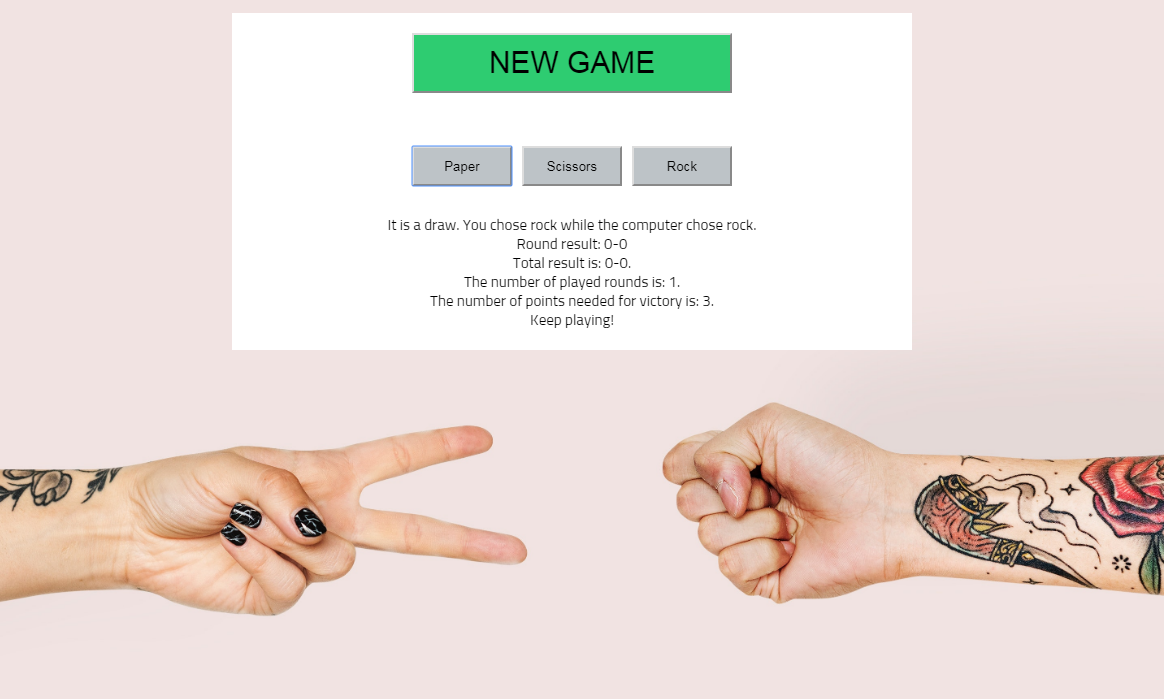 NEW GAME
Paper Scissors Rock
It is a draw. You chose rock while the computer chose rock.
Round result: 0-0
Total result is: 0-0.
The number of played rounds is: 1.
The number of points needed for victory is: 3.
Keep playing!